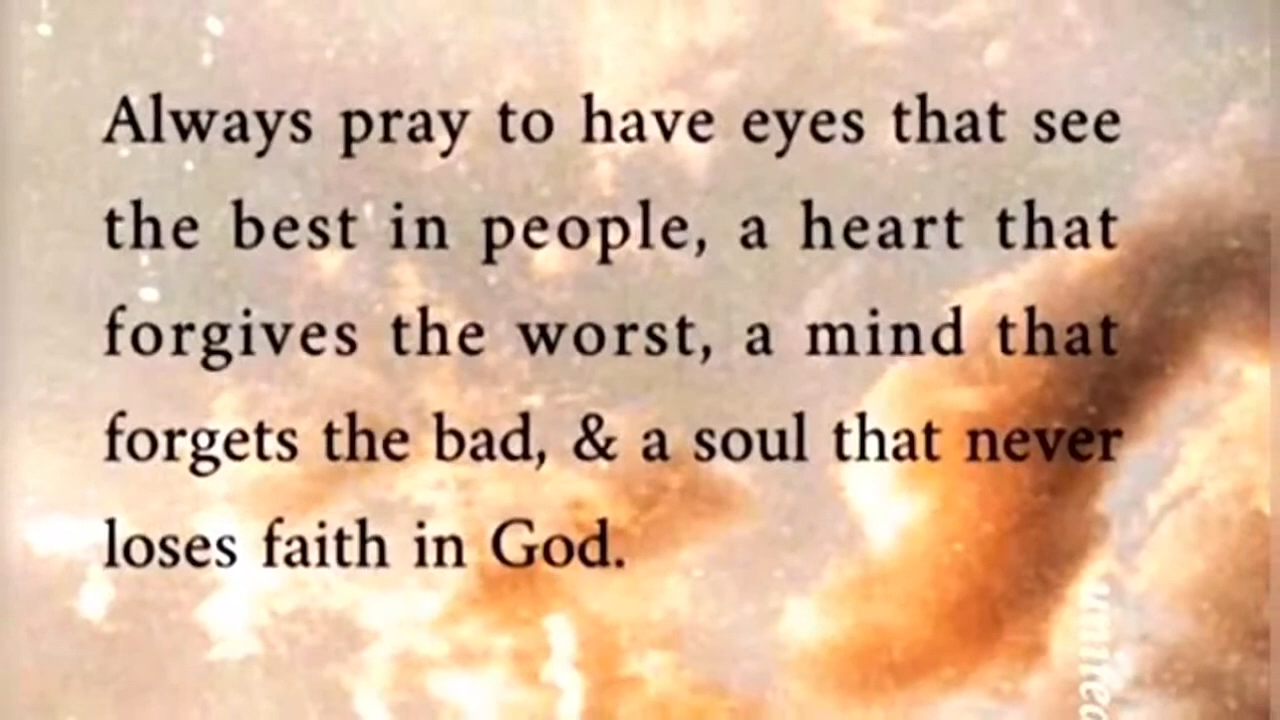 Always pray to have eyes that see
the best in people, a heart that
forgives the worst, a mind that
forgets the bad, & a soul that never
loses faith in God.